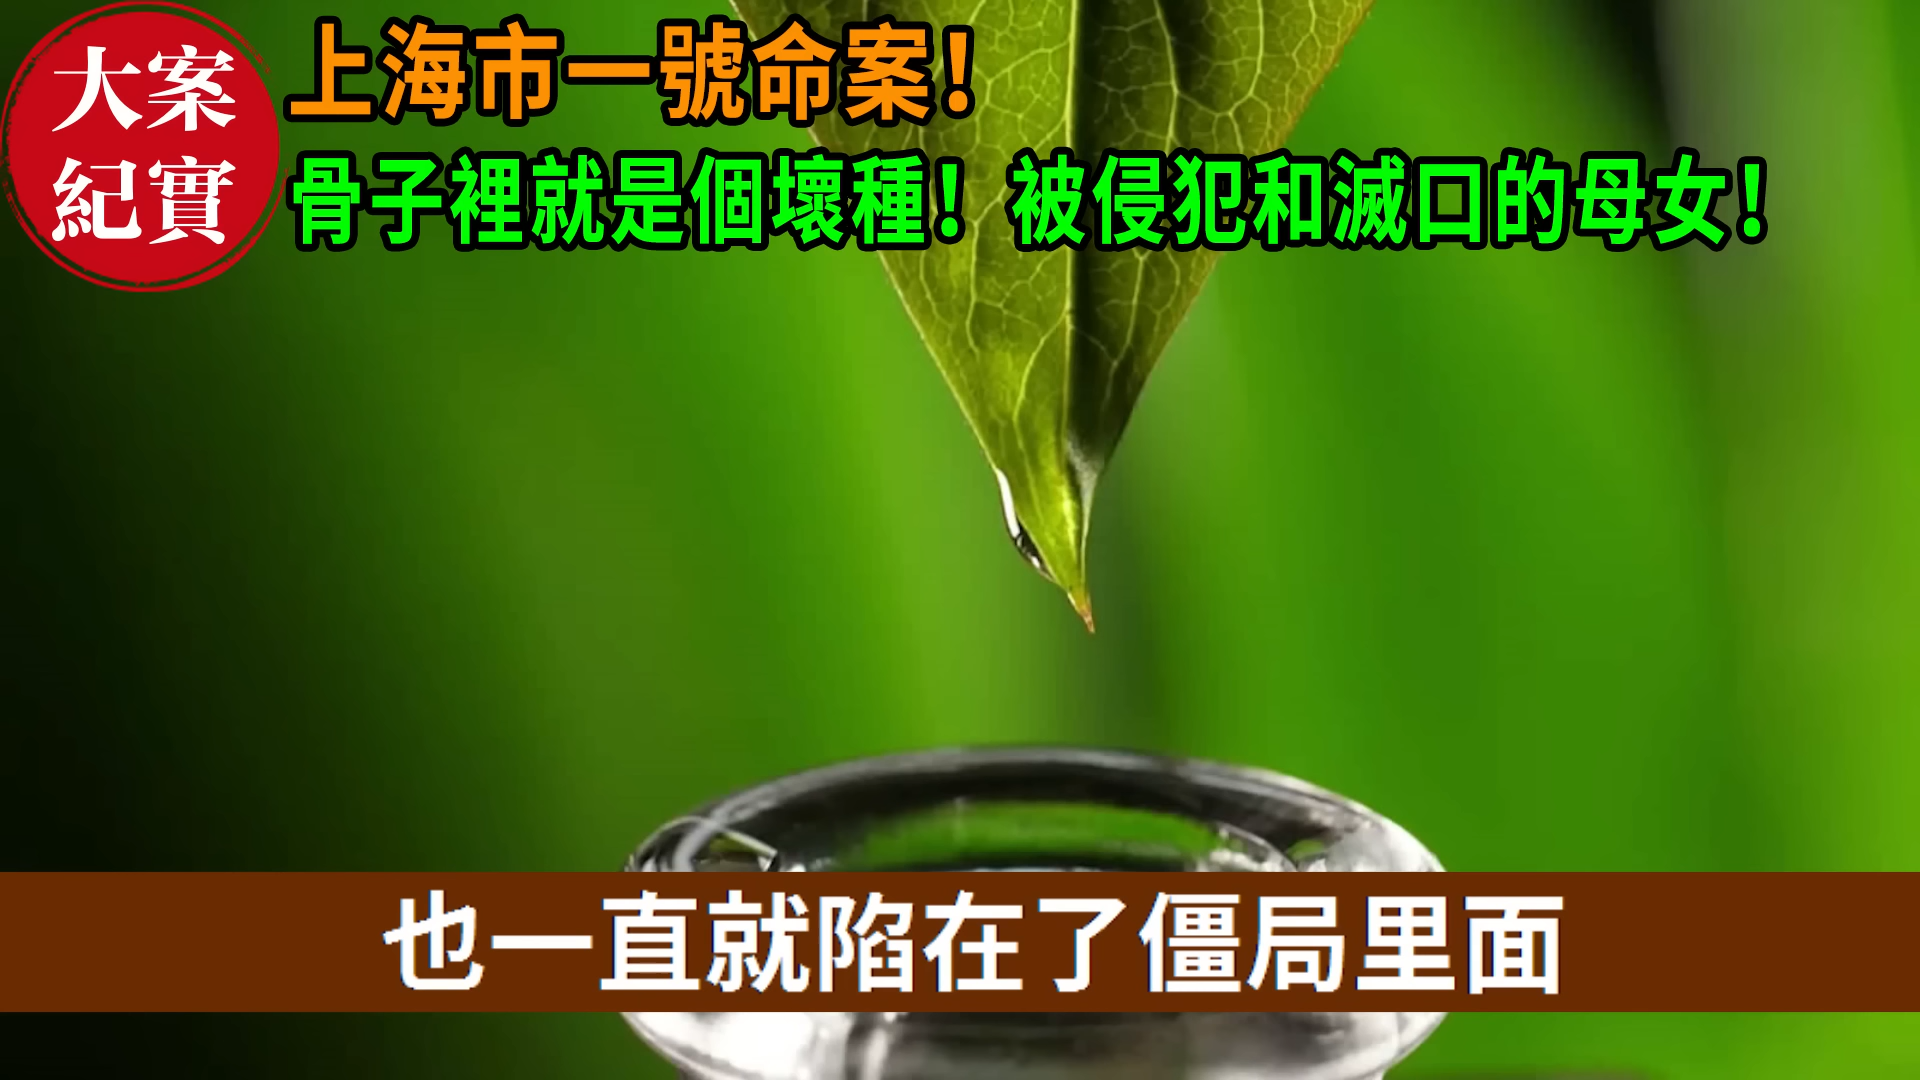 大案
紀實
上海市一號命案！
骨子裡就是個壞種！被侵犯和滅口的母女！
也一直就陷在了僵局里面